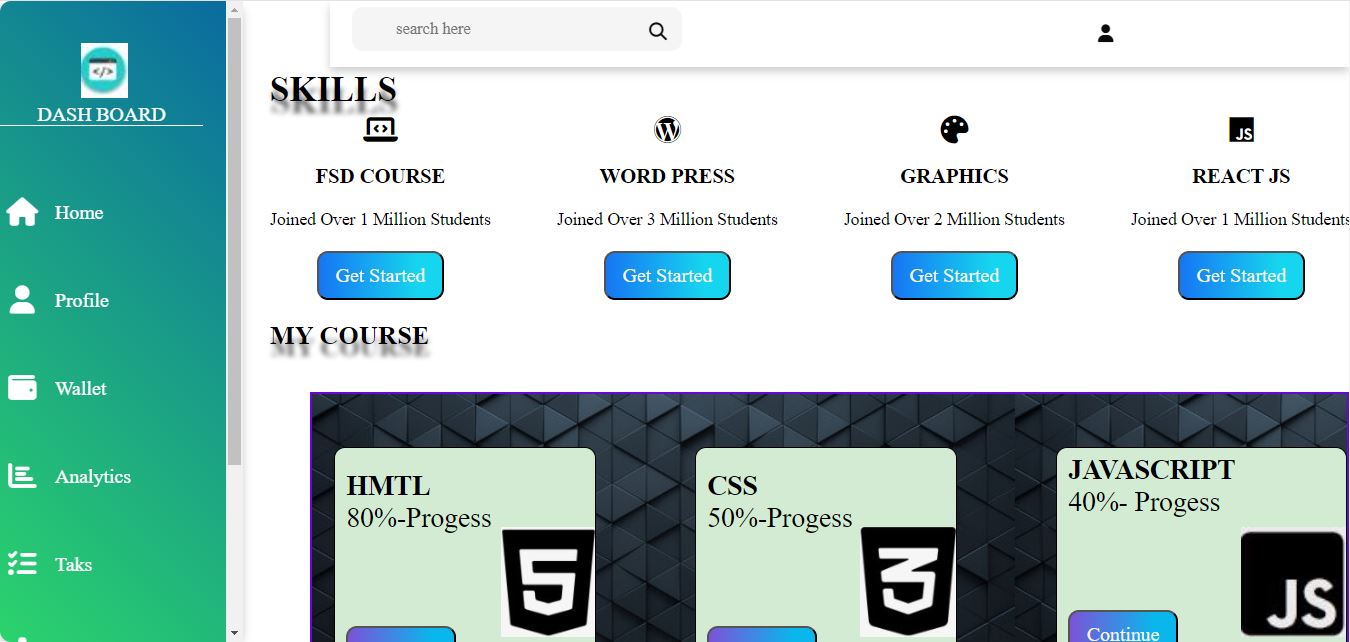 search here
DASH BOARD
Home
Profile
Wallet
Analytics
Taks
SKILLS
FSD COURSE
Joined Over 1 Million Students
Get Started
WORD PRESS
Joined Over 3 Million Students
Get Started
GRAPHICS
Joined Over 2 Million Students
Get Started
JS
REACT JS
Joined Over 1 Million Students
Get Started
MY COURSE
HMTL
80%-Progess
5
CSS
50%-Progess
3
JAVASCRIPT
40%- Progess
JS
Continue